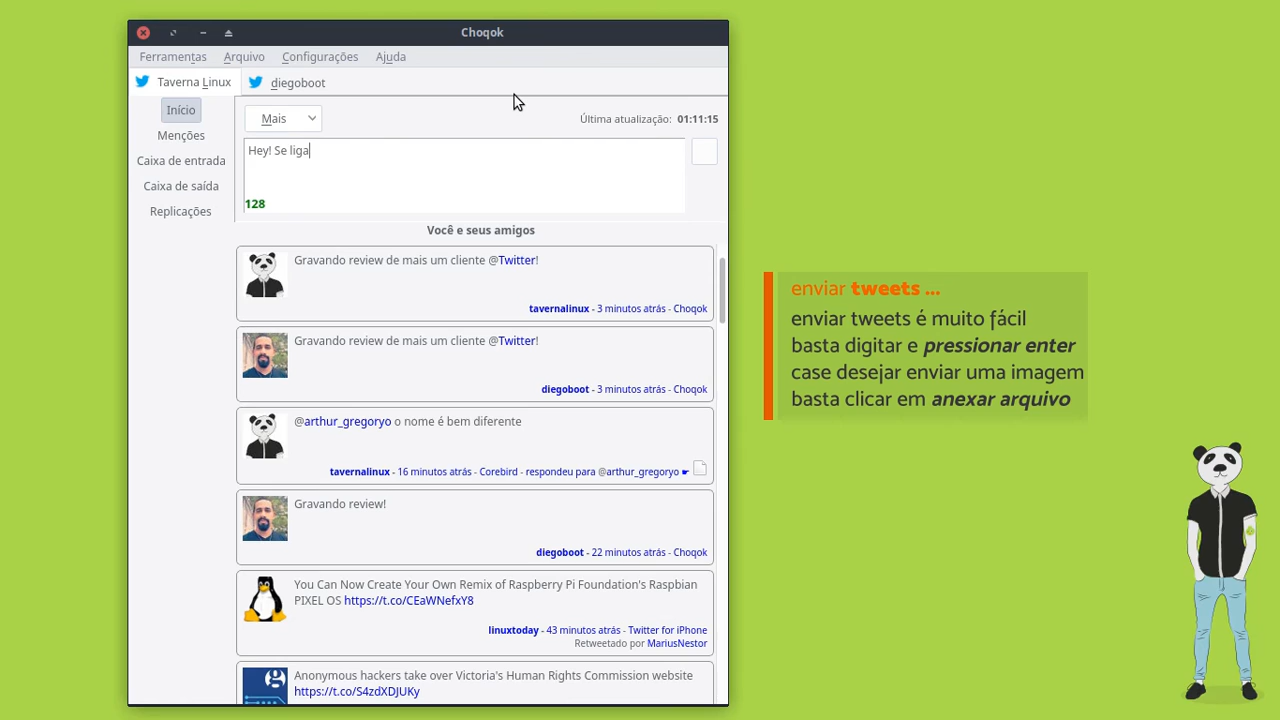 Choqok
Ferramentas Arquivo Configurações Ajuda
Taverna Linux diegoboot
Início
Menções
Caixa de entrada
Caixa de saída
Replicações
Mais
Última atualização: 01:11:15
Hey! Se liga
128
Você e seus amigos
Gravando review de mais um cliente @Twitter!
tavernalinux - 3 minutos atrás - Choqok
Gravando review de mais um cliente @Twitter!
diegoboot - 3 minutos atrás - Choqok
@arthur_gregoryo o nome é bem diferente
tavernalinux - 16 minutos atrás - Corebird - respondeu para @arthur_gregoryo
Gravando review!
diegoboot - 22 minutos atrás - Choqok
You Can Now Create Your Own Remix of Raspberry Pi Foundation's Raspbian
PIXEL OS https://t.co/CEaWNefxY8
linuxtoday - 43 minutos atrás - Twitter for iPhone
Retweetado por MariusNestor
Anonymous hackers take over Victoria's Human Rights Commission website
https://t.co/S4zdXDJUKy
enviar tweets ...
enviar tweets é muito fácil
basta digitar e pressionar enter
case desejar enviar uma imagem
basta clicar em anexar arquivo